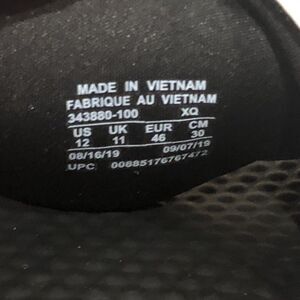 MADE IN VIETNAM
FABRIQUE AU VIETNAM
343880-100 XQ
US UK EUR CM
12 11 46 30
08/16/19 09/07/19
UPC: 00885176767472